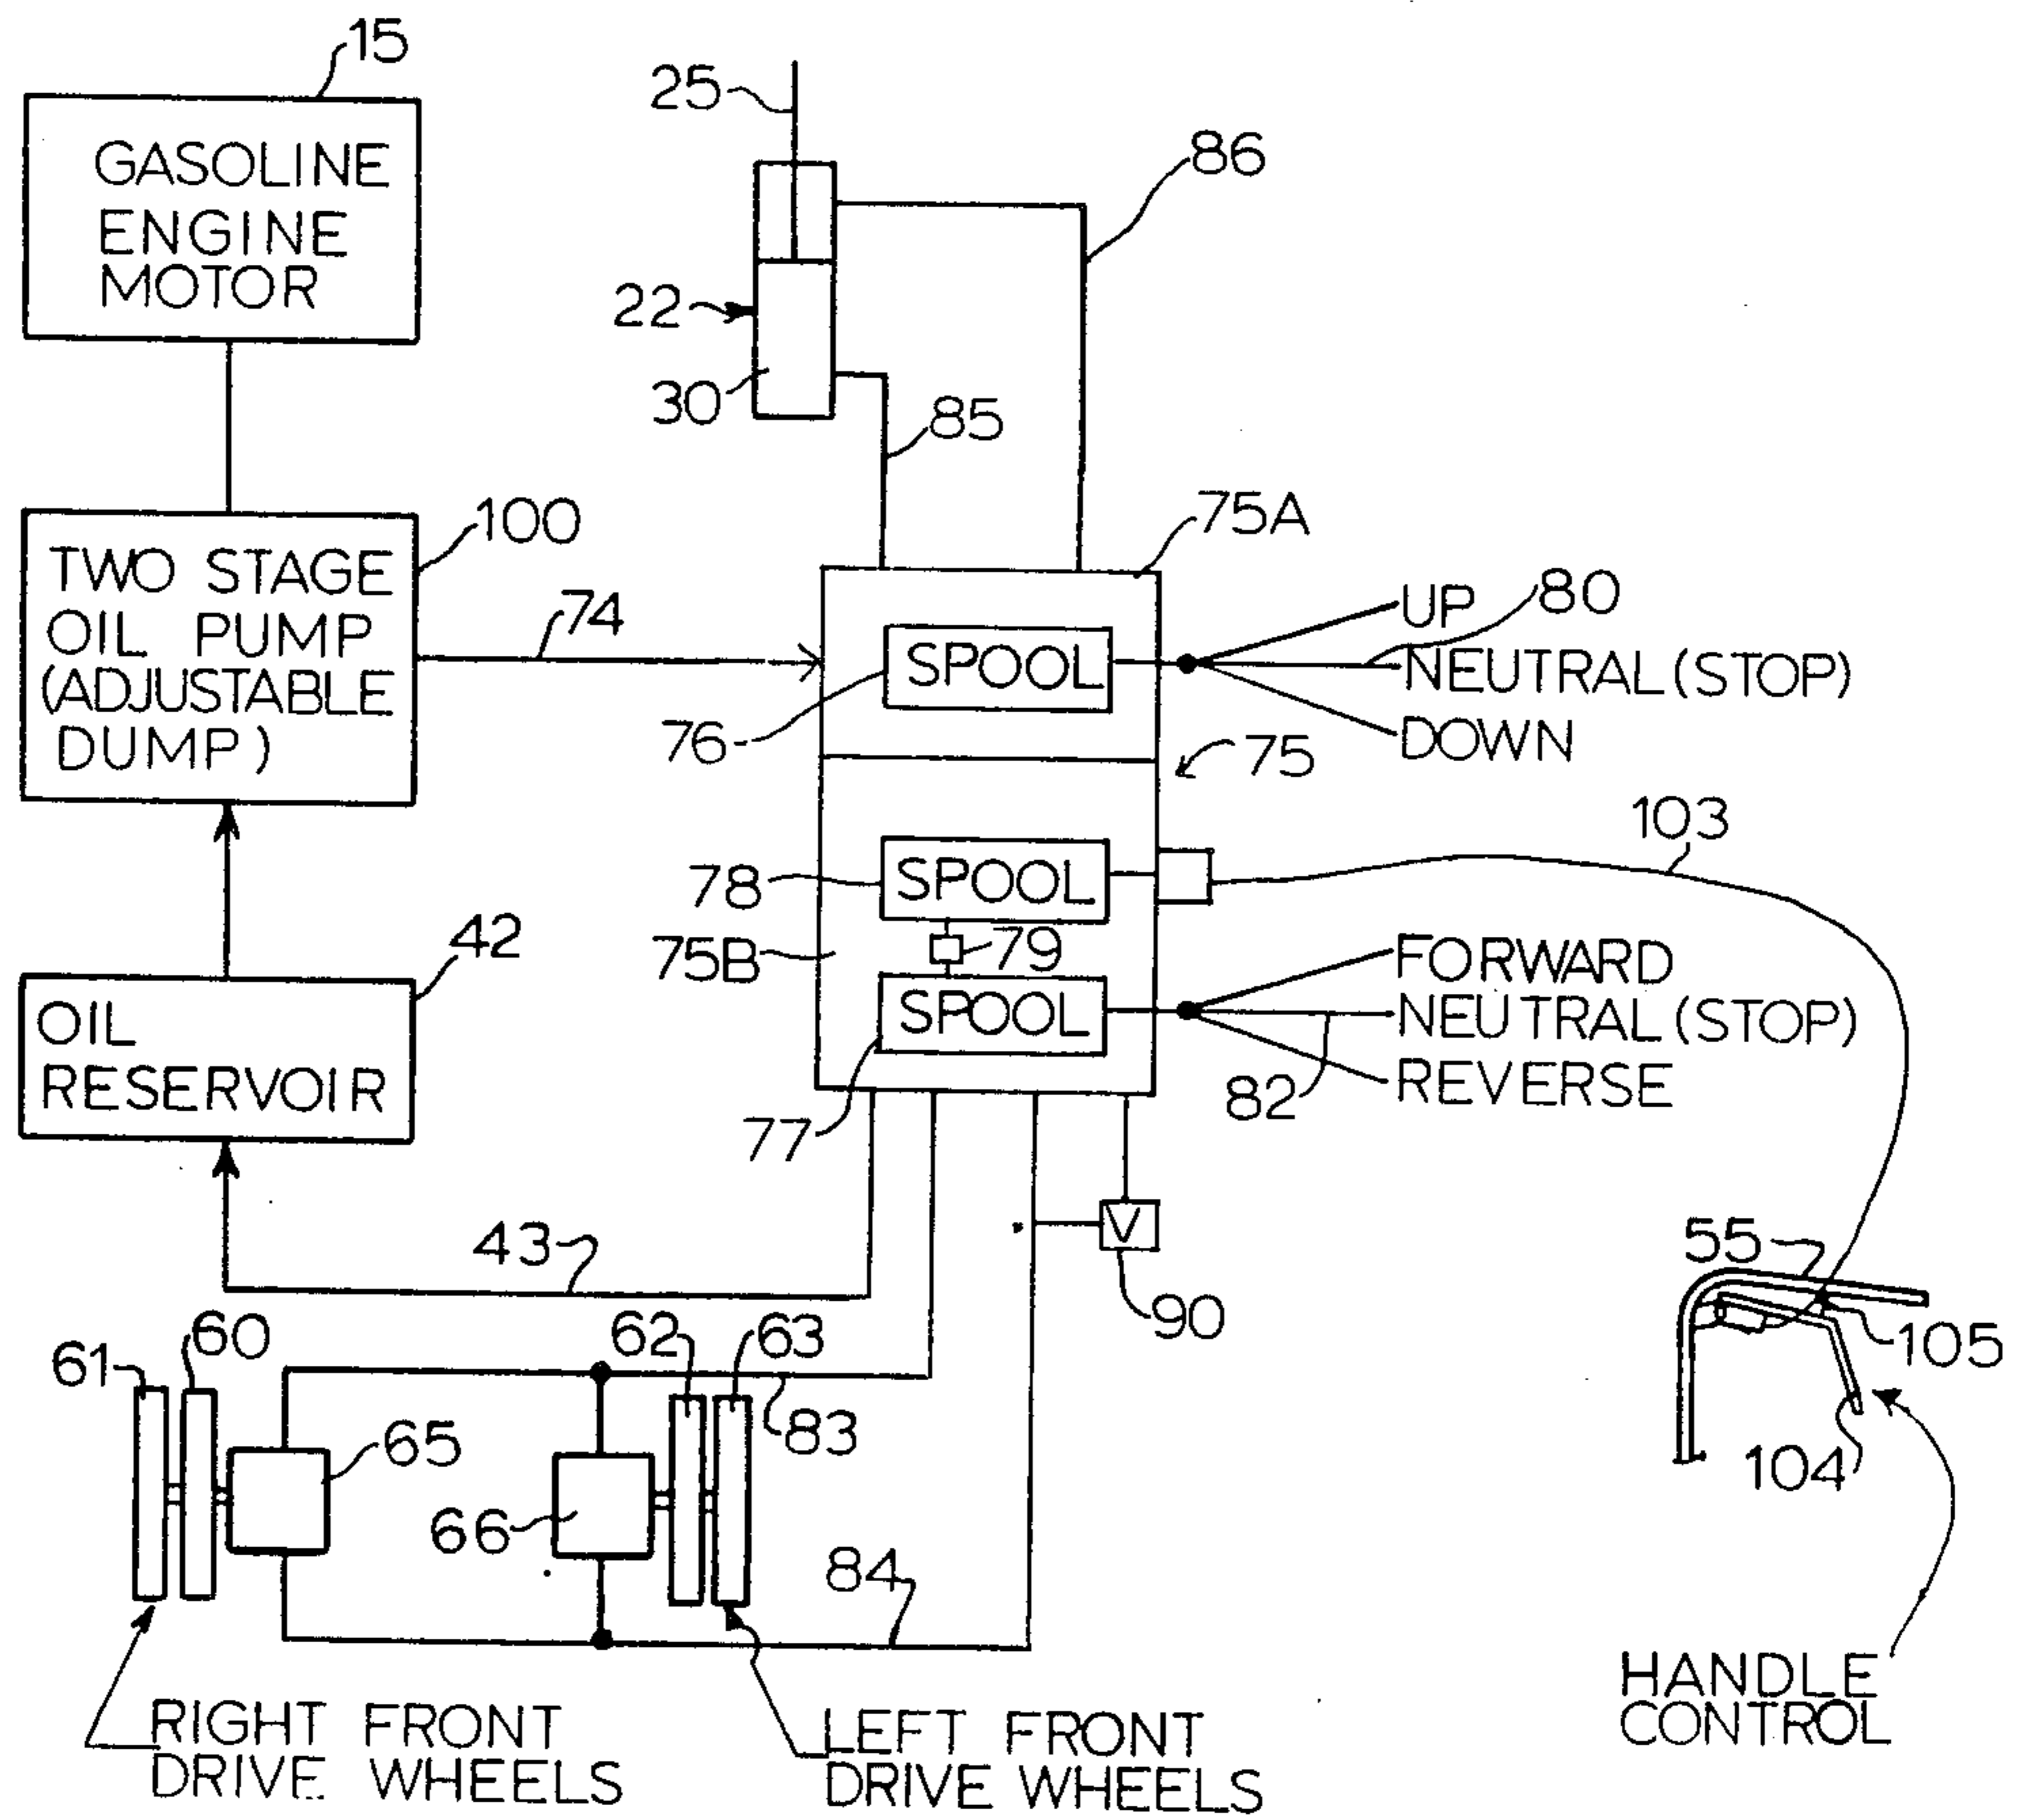 15
GASOLINE
ENGINE
MOTOR
25
86
22
30
85
100
TWO STAGE
OIL PUMP
(ADJUSTABLE
DUMP)
74
75A
SPOOL
76
UP
80
NEUTRAL (STOP)
DOWN
75
103
78
SPOOL
79
75B
SPOOL
77
FORWARD
NEUTRAL (STOP)
REVERSE
82
42
OIL
RESERVOIR
43
V
90
55
105
104
HANDLE
CONTROL
61
60
62
63
65
83
66
84
RIGHT FRONT
DRIVE WHEELS
LEFT FRONT
DRIVE WHEELS